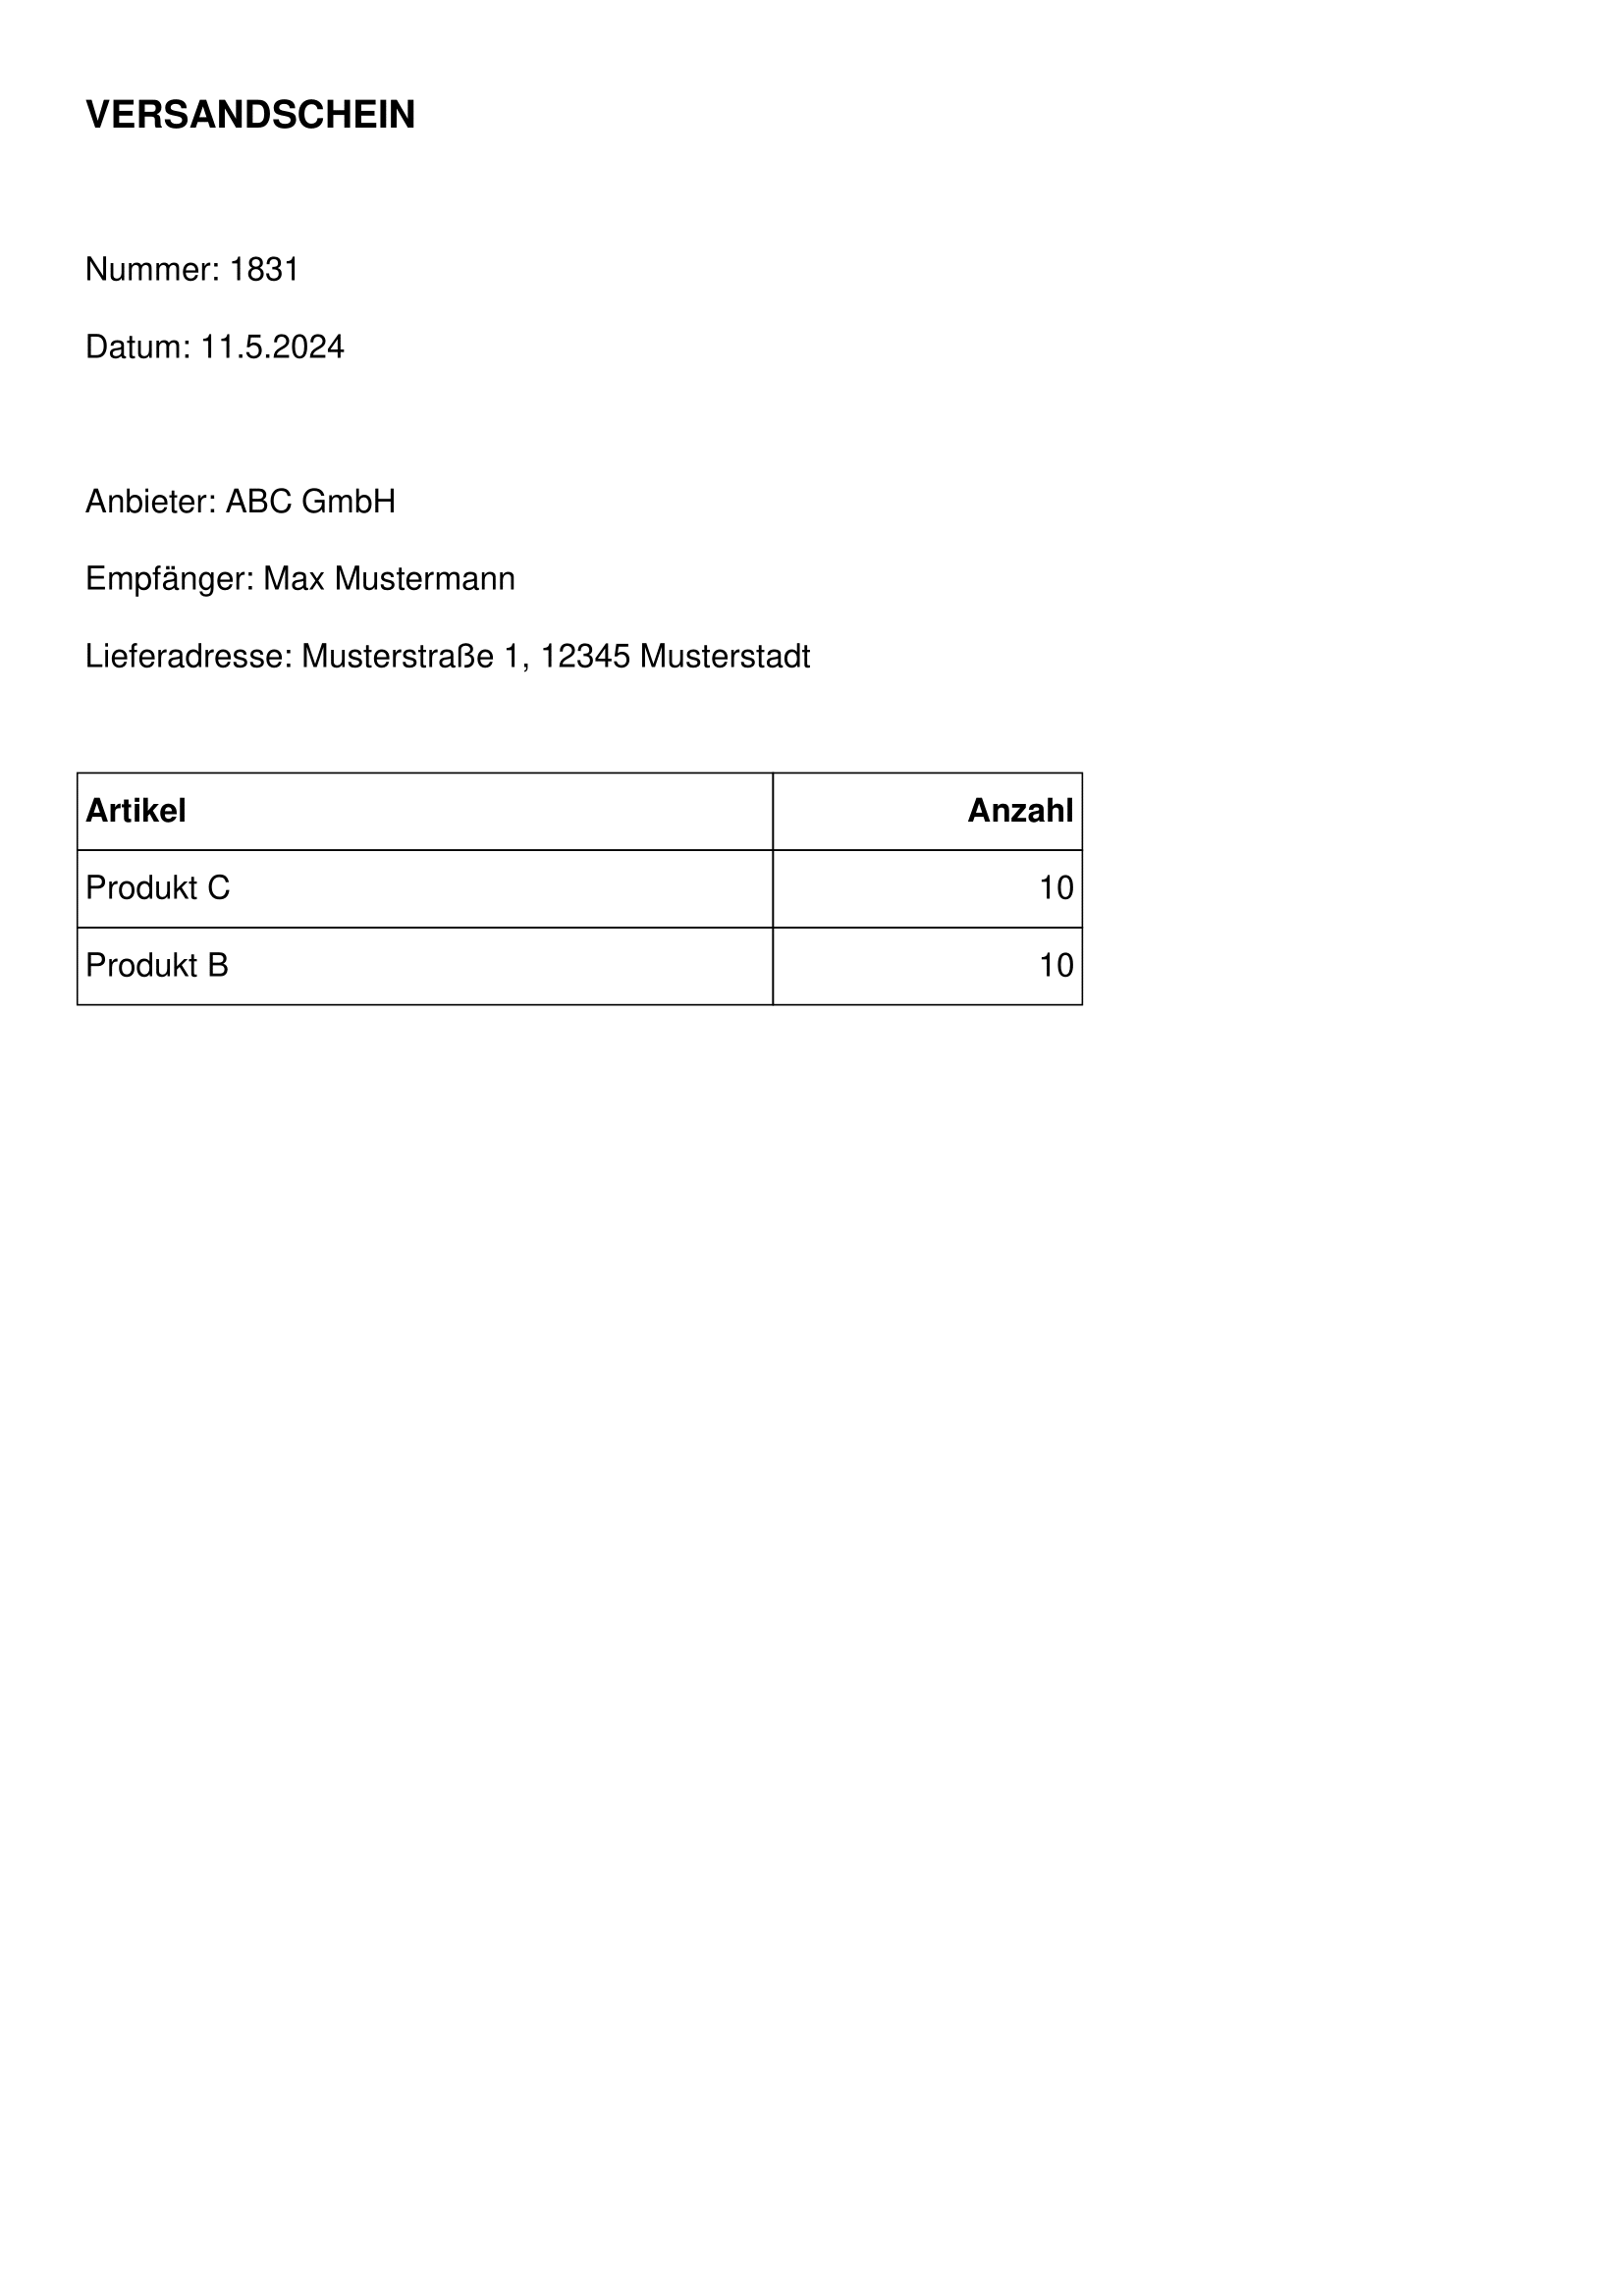 VERSANDSCHEIN
Nummer: 1831
Datum: 11.5.2024
Anbieter: ABC GmbH
Empfänger: Max Mustermann
Lieferadresse: Musterstraße 1, 12345 Musterstadt
Artikel Anzahl
Produkt C 10
Produkt B 10